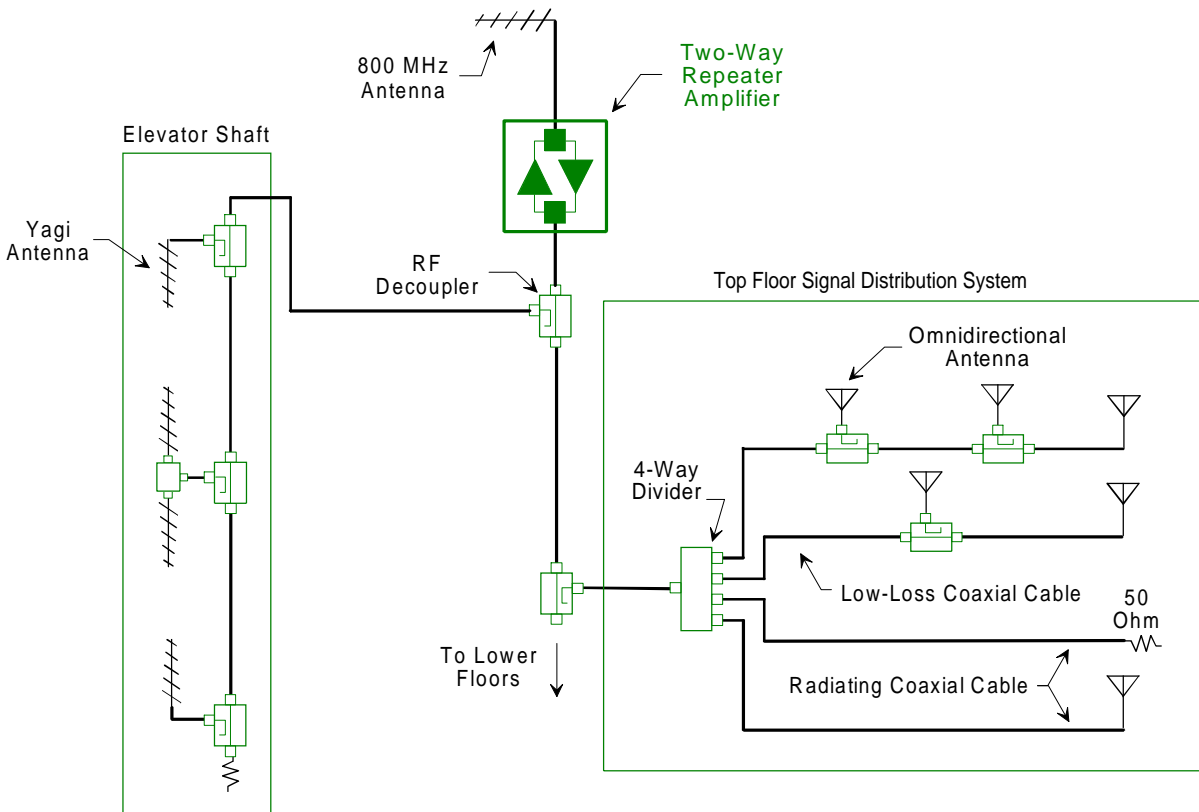 800 MHz
Antenna
Two-Way
Repeater
Amplifier
Elevator Shaft
Yagi
Antenna
RF
Decoupler
Top Floor Signal Distribution System
Omnidirectional
Antenna
4-Way
Divider
Low-Loss Coaxial Cable
50
Ohm
To Lower
Floors
Radiating Coaxial Cable